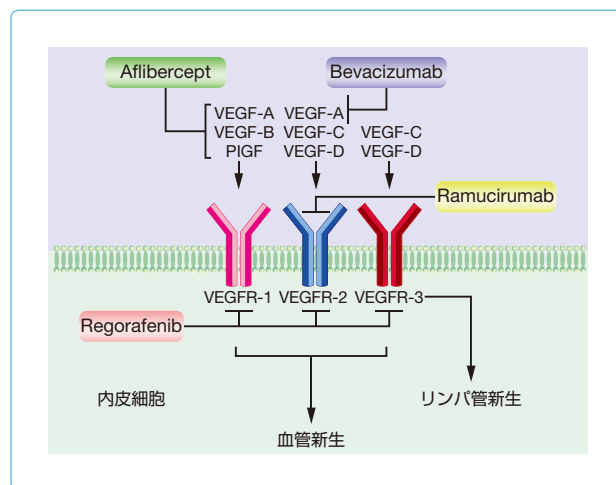 Aflibercept
Bevacizumab
VEGF-A VEGF-A
VEGF-B VEGF-C VEGF-C
PIGF VEGF-D VEGF-D
Ramucirumab
VEGFR-1 VEGFR-2 VEGFR-3
Regorafenib
内皮細胞
リンパ管新生
血管新生